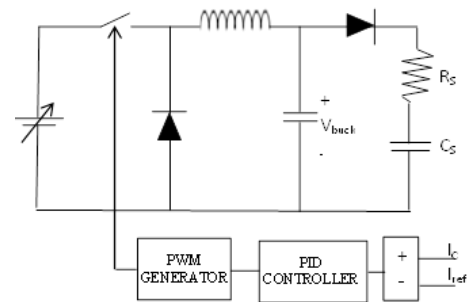 R_S
+
V_buck
-
C_S
PWM
GENERATOR
PID
CONTROLLER
+
-
I_c
I_ref